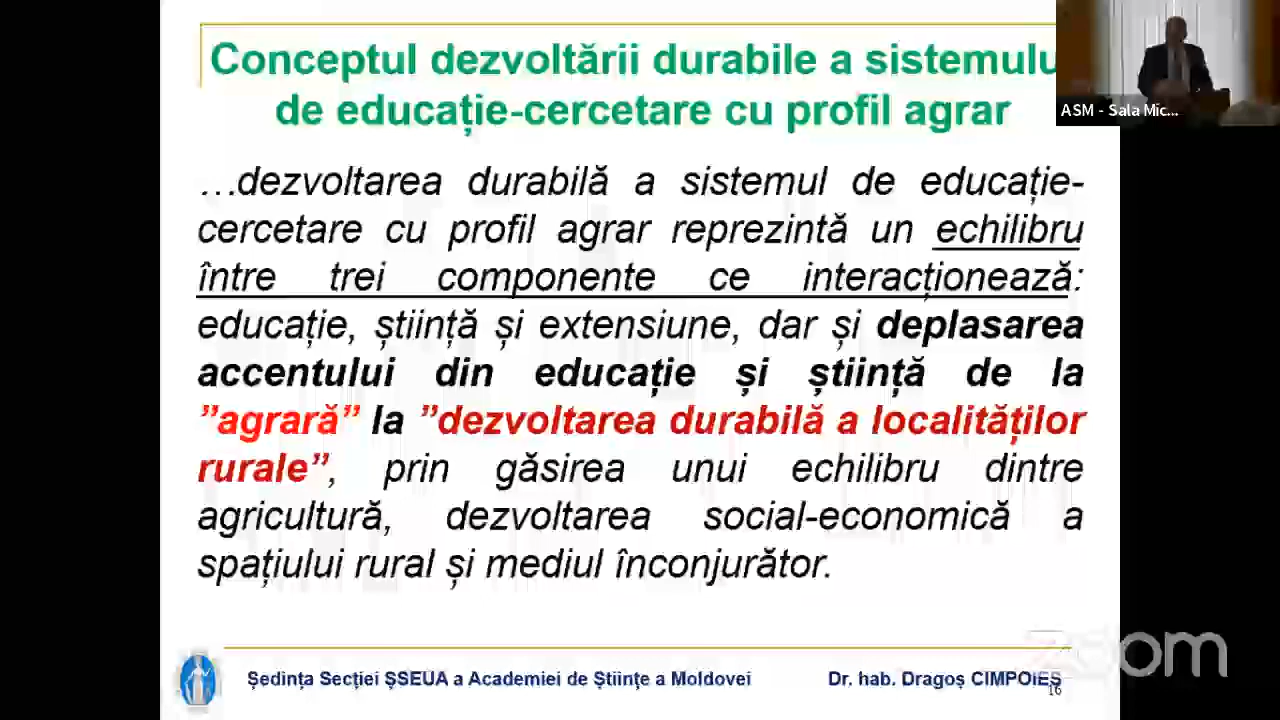 Conceptul dezvoltării durabile a sistemulu
de educație-cercetare cu profil agrar
ASM - Sala Mic...
…dezvoltarea durabilă a sistemul de educație-
cercetare cu profil agrar reprezintă un echilibru
între trei componente ce interacționează:
educație, știință și extensiune, dar și deplasarea
accentului din educație și știință de la
”agrară” la ”dezvoltarea durabilă a localităților
rurale”, prin găsirea unui echilibru dintre
agricultură, dezvoltarea social-economică a
spațiului rural și mediul înconjurător.
zoom
Ședința Secției ȘSEUA a Academiei de Științe a Moldovei Dr. hab. Dragoș CIMPOIEȘ
16